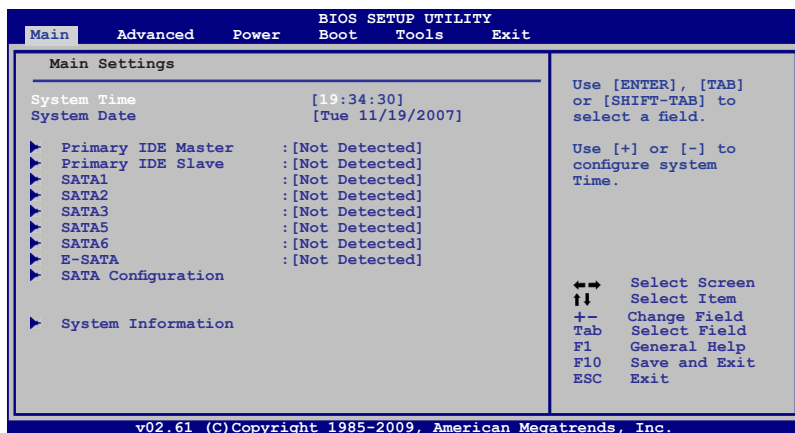 BIOS SETUP UTILITY
Main Advanced Power Boot Tools Exit
Main Settings
System Time [19:34:30]
System Date [Tue 11/19/2007]
Primary IDE Master :[Not Detected]
Primary IDE Slave :[Not Detected]
SATA1 :[Not Detected]
SATA2 :[Not Detected]
SATA3 :[Not Detected]
SATA5 :[Not Detected]
SATA6 :[Not Detected]
E-SATA :[Not Detected]
SATA Configuration
System Information
Use [ENTER], [TAB]
or [SHIFT-TAB] to
select a field.
Use [+] or [-] to
configure system
Time.
←→ Select Screen
↑↓ Select Item
+- Change Field
Tab Select Field
F1 General Help
F10 Save and Exit
ESC Exit
v02.61 (C)Copyright 1985-2009, American Megatrends, Inc.